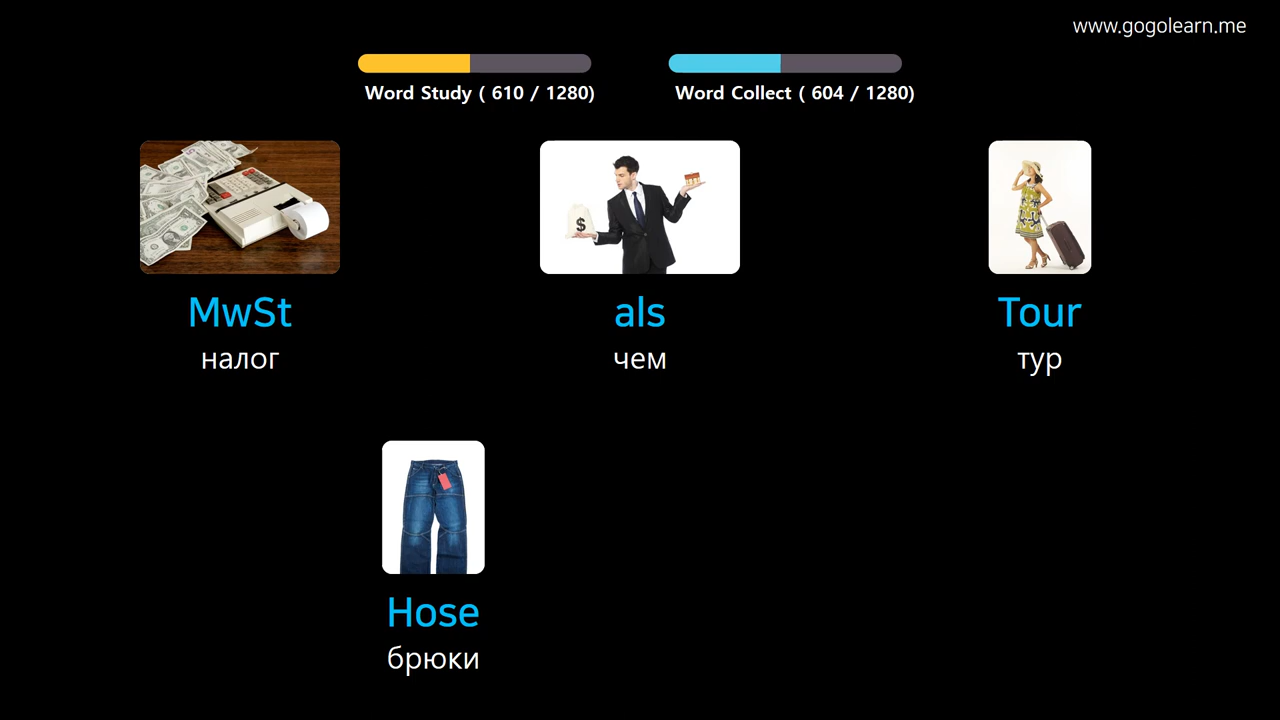 www.gogolearn.me
Word Study ( 610 / 1280)
Word Collect ( 604 / 1280)
$
MwSt
налог
als
чем
Tour
тур
Hose
брюки